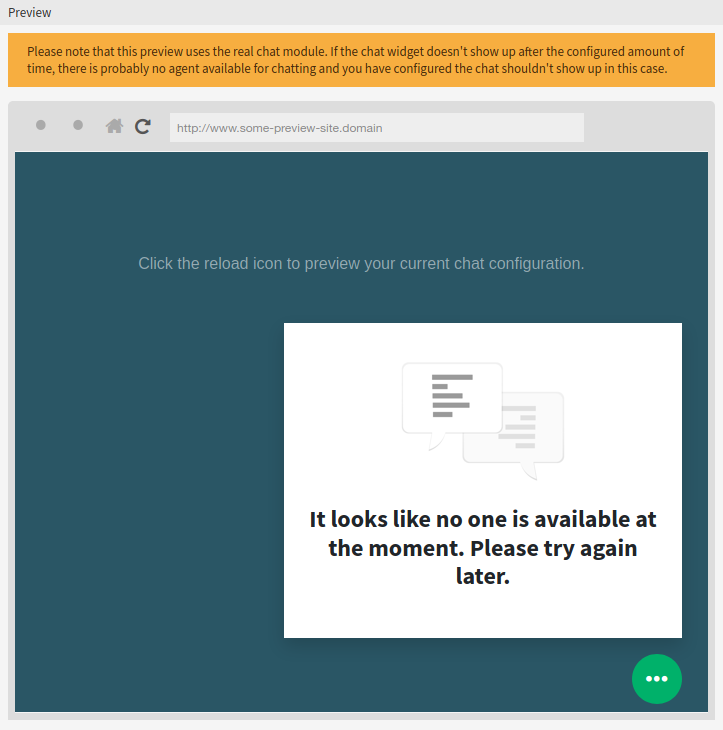 Preview
Please note that this preview uses the real chat module. If the chat widget doesn't show up after the configured amount of
time, there is probably no agent available for chatting and you have configured the chat shouldn't show up in this case.
http://www.some-preview-site.domain
Click the reload icon to preview your current chat configuration.
It looks like no one is available at
the moment. Please try again
later.